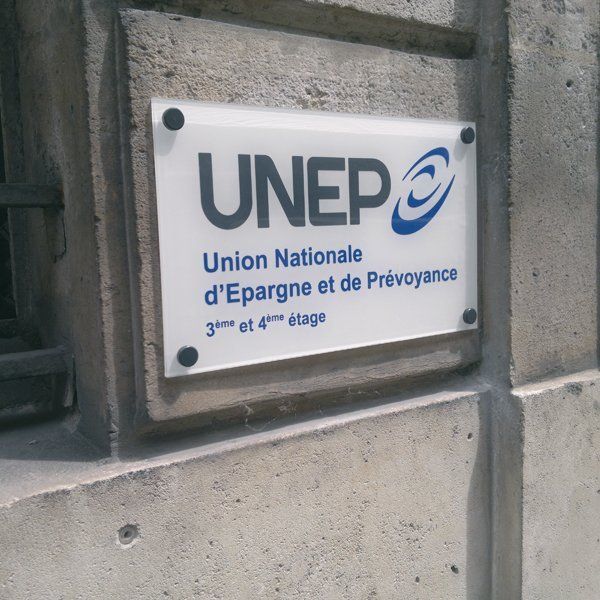 UNEP
Union Nationale
d'Epargne et de Prévoyance
3ème et 4ème étage